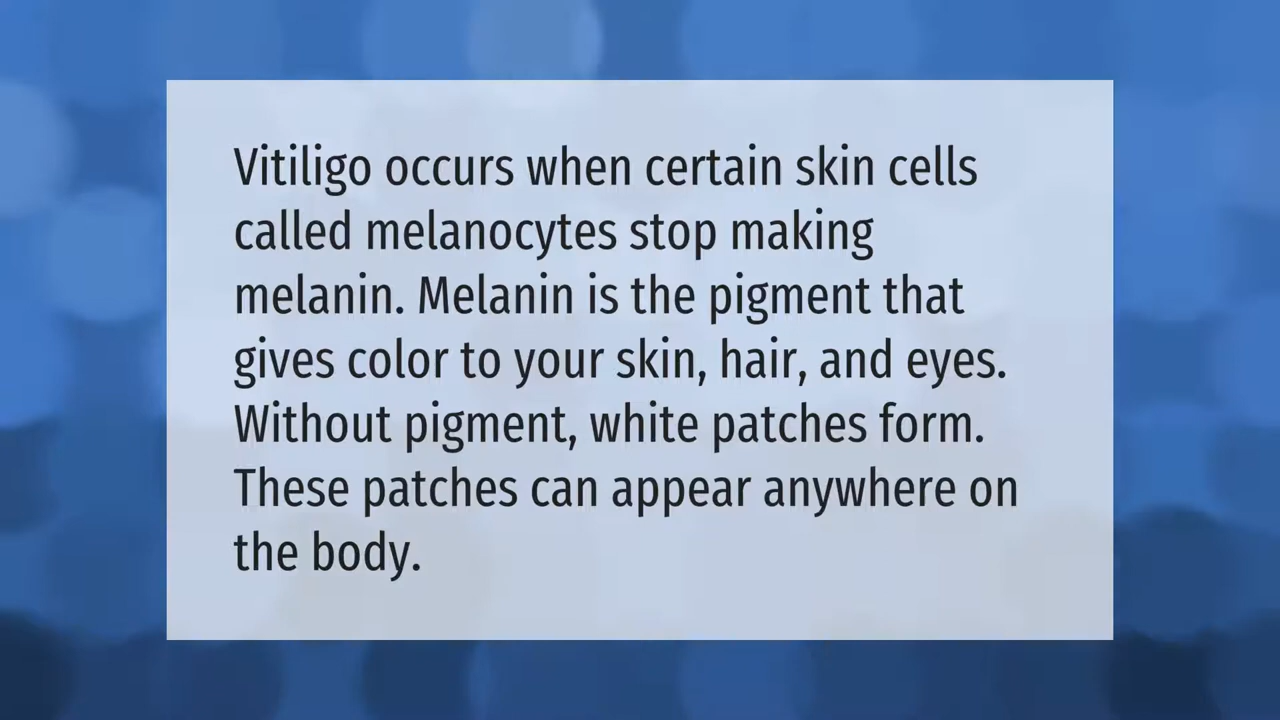 Vitiligo occurs when certain skin cells
called melanocytes stop making
melanin. Melanin is the pigment that
gives color to your skin, hair, and eyes.
Without pigment, white patches form.
These patches can appear anywhere on
the body.